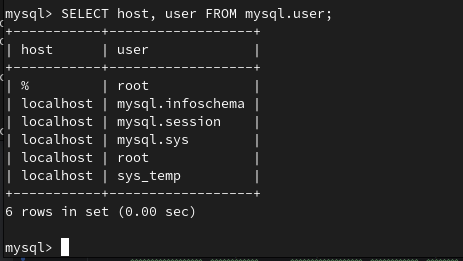 mysql> SELECT host, user FROM mysql.user;
+-----------+------------------+
| host      | user             |
+-----------+------------------+
| %         | root             |
| localhost | mysql.infoschema |
| localhost | mysql.session    |
| localhost | mysql.sys        |
| localhost | root             |
| localhost | sys_temp         |
+-----------+------------------+
6 rows in set (0.00 sec)
mysql>